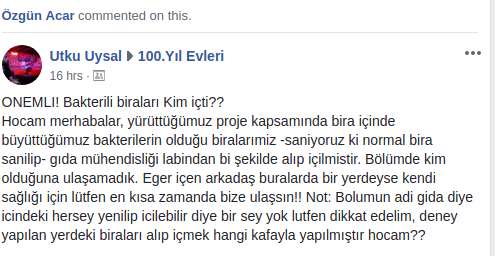 Özgün Acar commented on this.
Utku Uysal ▸ 100.Yıl Evleri
16 hrs ·
ONEMLI! Bakterili biraları Kim içti??
Hocam merhabalar, yürüttüğümüz proje kapsamında bira içinde
büyüttüğümüz bakterilerin olduğu biralarımiz -saniyoruz ki normal bira
sanilip- gıda mühendisliği labindan bi şekilde alıp içilmistir. Bölümde kim
olduğuna ulaşamadık. Eger içen arkadaş buralarda bir yerdeyse kendi
sağlığı için lütfen en kısa zamanda bize ulaşsın!! Not: Bolumun adi gida diye
icindeki hersey yenilip icilebilir diye bir sey yok lutfen dikkat edelim, deney
yapılan yerdeki biraları alıp içmek hangi kafayla yapılmıştır hocam??